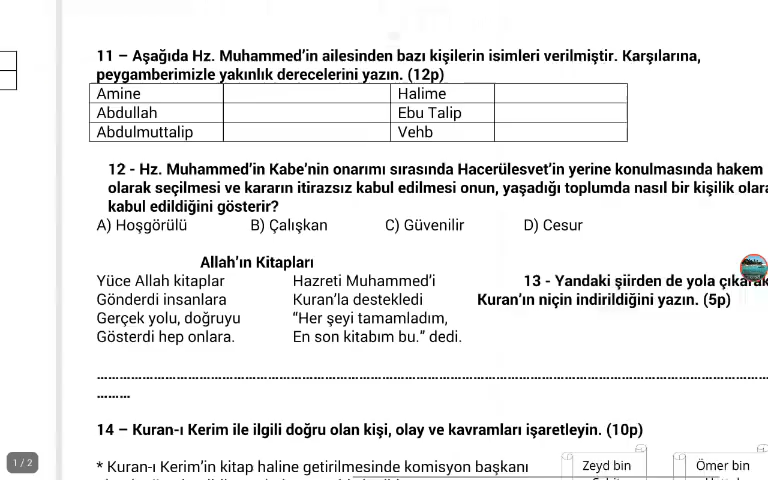 11 – Aşağıda Hz. Muhammed’in ailesinden bazı kişilerin isimleri verilmiştir. Karşılarına,
peygamberimizle yakınlık derecelerini yazın. (12p)
Amine Halime
Abdullah Ebu Talip
Abdulmuttalip Vehb
12 - Hz. Muhammed’in Kabe’nin onarımı sırasında Hacerülesvet’in yerine konulmasında hakem
olarak seçilmesi ve kararın itirazsız kabul edilmesi onun, yaşadığı toplumda nasıl bir kişilik olara
kabul edildiğini gösterir?
A) Hoşgörülü B) Çalışkan C) Güvenilir D) Cesur
Allah’ın Kitapları
Yüce Allah kitaplar
Gönderdi insanlara
Gerçek yolu, doğruyu
Gösterdi hep onlara.
Hazreti Muhammed’i
Kuran’la destekledi
“Her şeyi tamamladım,
En son kitabım bu.” dedi.
13 - Yandaki şiirden de yola çıkarak
Kuran’ın niçin indirildiğini yazın. (5p)
14 – Kuran-ı Kerim ile ilgili doğru olan kişi, olay ve kavramları işaretleyin. (10p)
* Kuran-ı Kerim’in kitap haline getirilmesinde komisyon başkanı
Zeyd bin
Ömer bin
1 / 2